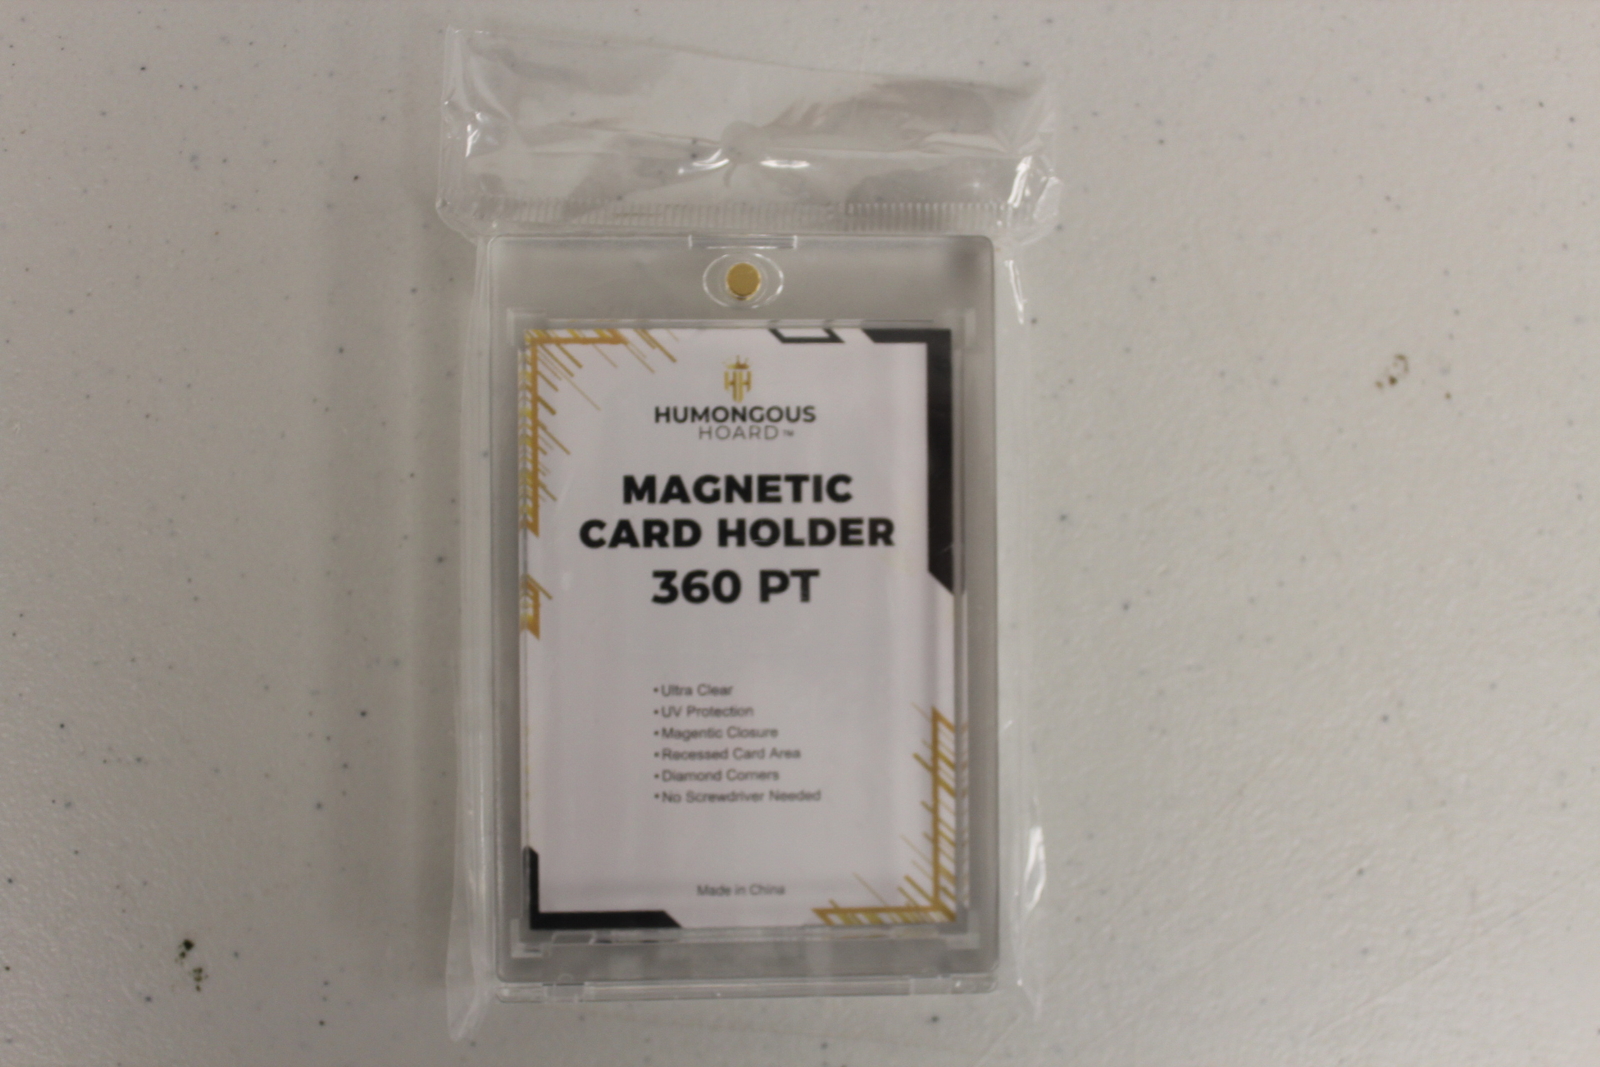 HUMONGOUS
HOARD™
MAGNETIC
CARD HOLDER
360 PT
•Ultra Clear
•UV Protection
•Magentic Closure
•Recessed Card Area
•Diamond Corners
•No Screwdriver Needed
Made in China